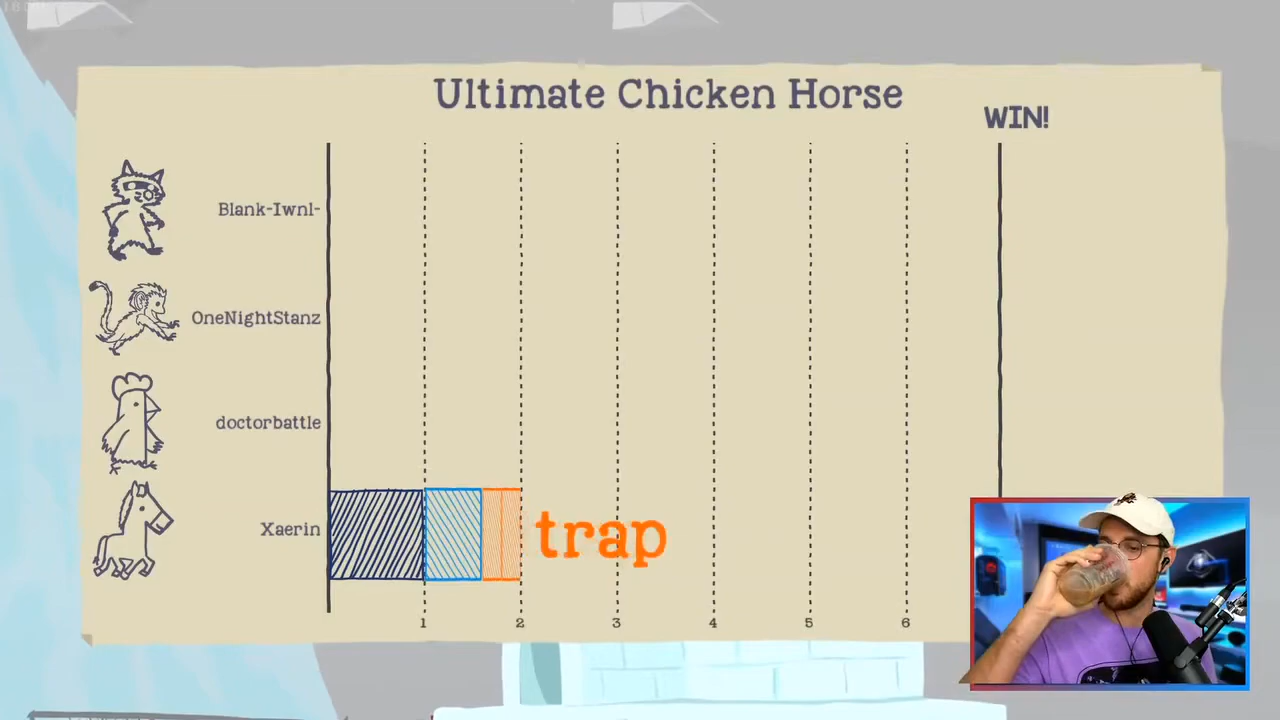 Ultimate Chicken Horse
WIN!
Blank-Iwnl-
OneNightStanz
doctorbattle
Xaerin
trap
1 2 3 4 5 6